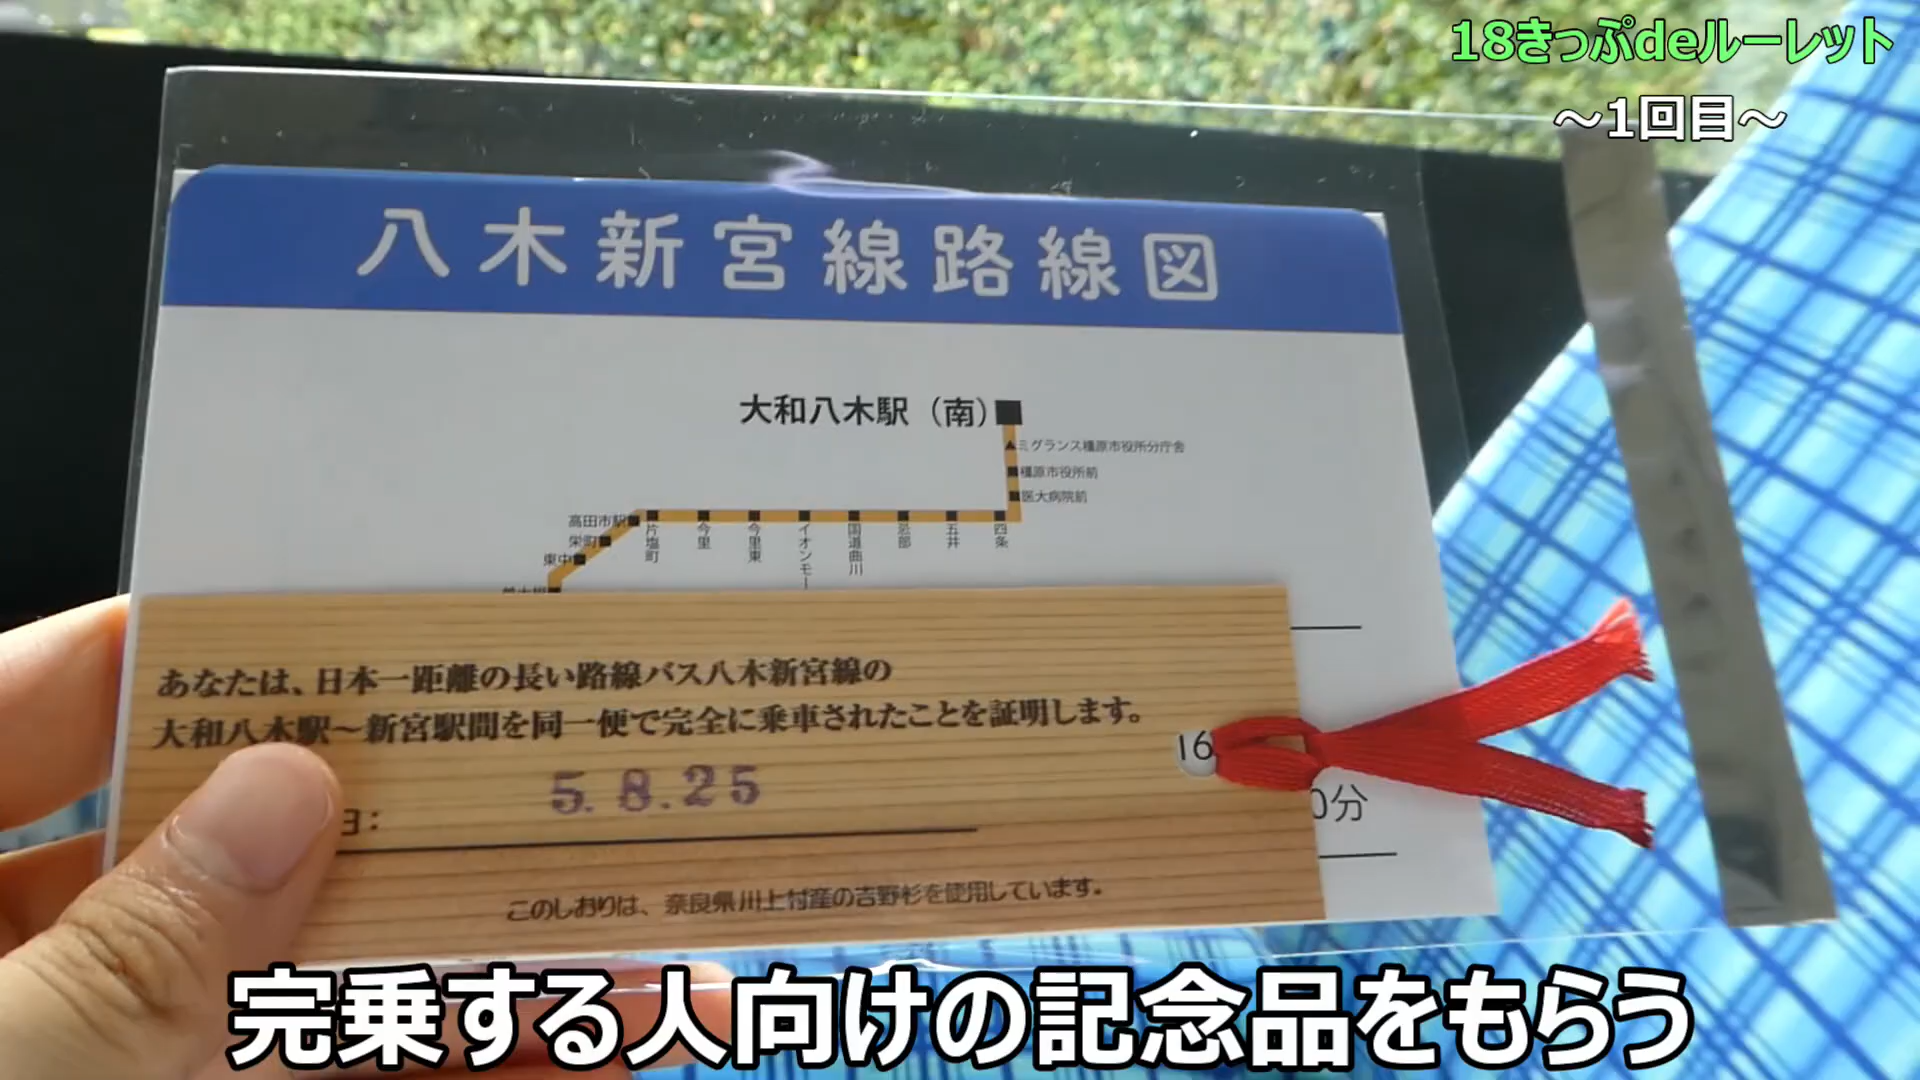 18きっぷdeルーレット
～1回目～
八木新宮線路線図
大和八木駅（南）
ミグランス橿原市役所分庁舎
橿原市役所前
医大病院前
高田市駅
片塩町
今里
今里東
イオンモー
国道曲川
忌部
五井
四条
栄町
東中
あなたは、日本一距離の長い路線バス八木新宮線の
大和八木駅～新宮駅間を同一便で完全に乗車されたことを証明します。
16
5.8.25
日：
0分
このしおりは、奈良県川上村産の吉野杉を使用しています。
完乗する人向けの記念品をもらう